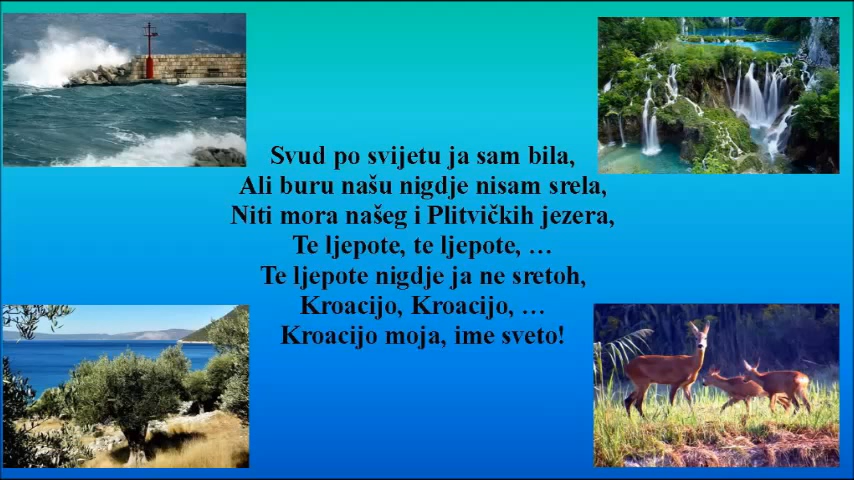 Svud po svijetu ja sam bila,
Ali buru našu nigdje nisam srela,
Niti mora našeg i Plitvičkih jezera,
Te ljepote, te ljepote, …
Te ljepote nigdje ja ne sretoh,
Kroacijo, Kroacijo, …
Kroacijo moja, ime sveto!